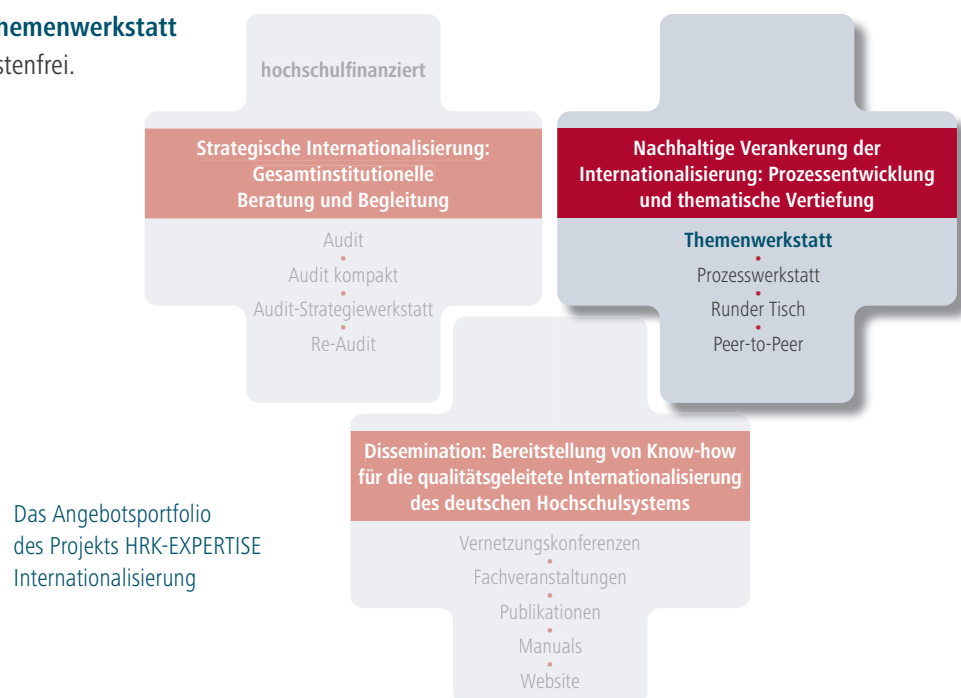 hemenwerkstatt
stenfrei.
hochschulfinanziert
Strategische Internationalisierung:
Gesamtinstitutionelle
Beratung und Begleitung
Audit
Audit kompakt
Audit-Strategiewerkstatt
Re-Audit
Nachhaltige Verankerung der
Internationalisierung: Prozessentwicklung
und thematische Vertiefung
Themenwerkstatt
Prozesswerkstatt
Runder Tisch
Peer-to-Peer
Dissemination: Bereitstellung von Know-how
für die qualitätsgeleitete Internationalisierung
des deutschen Hochschulsystems
Vernetzungskonferenzen
Fachveranstaltungen
Publikationen
Manuals
Website
Das Angebotsportfolio
des Projekts HRK-EXPERTISE
Internationalisierung